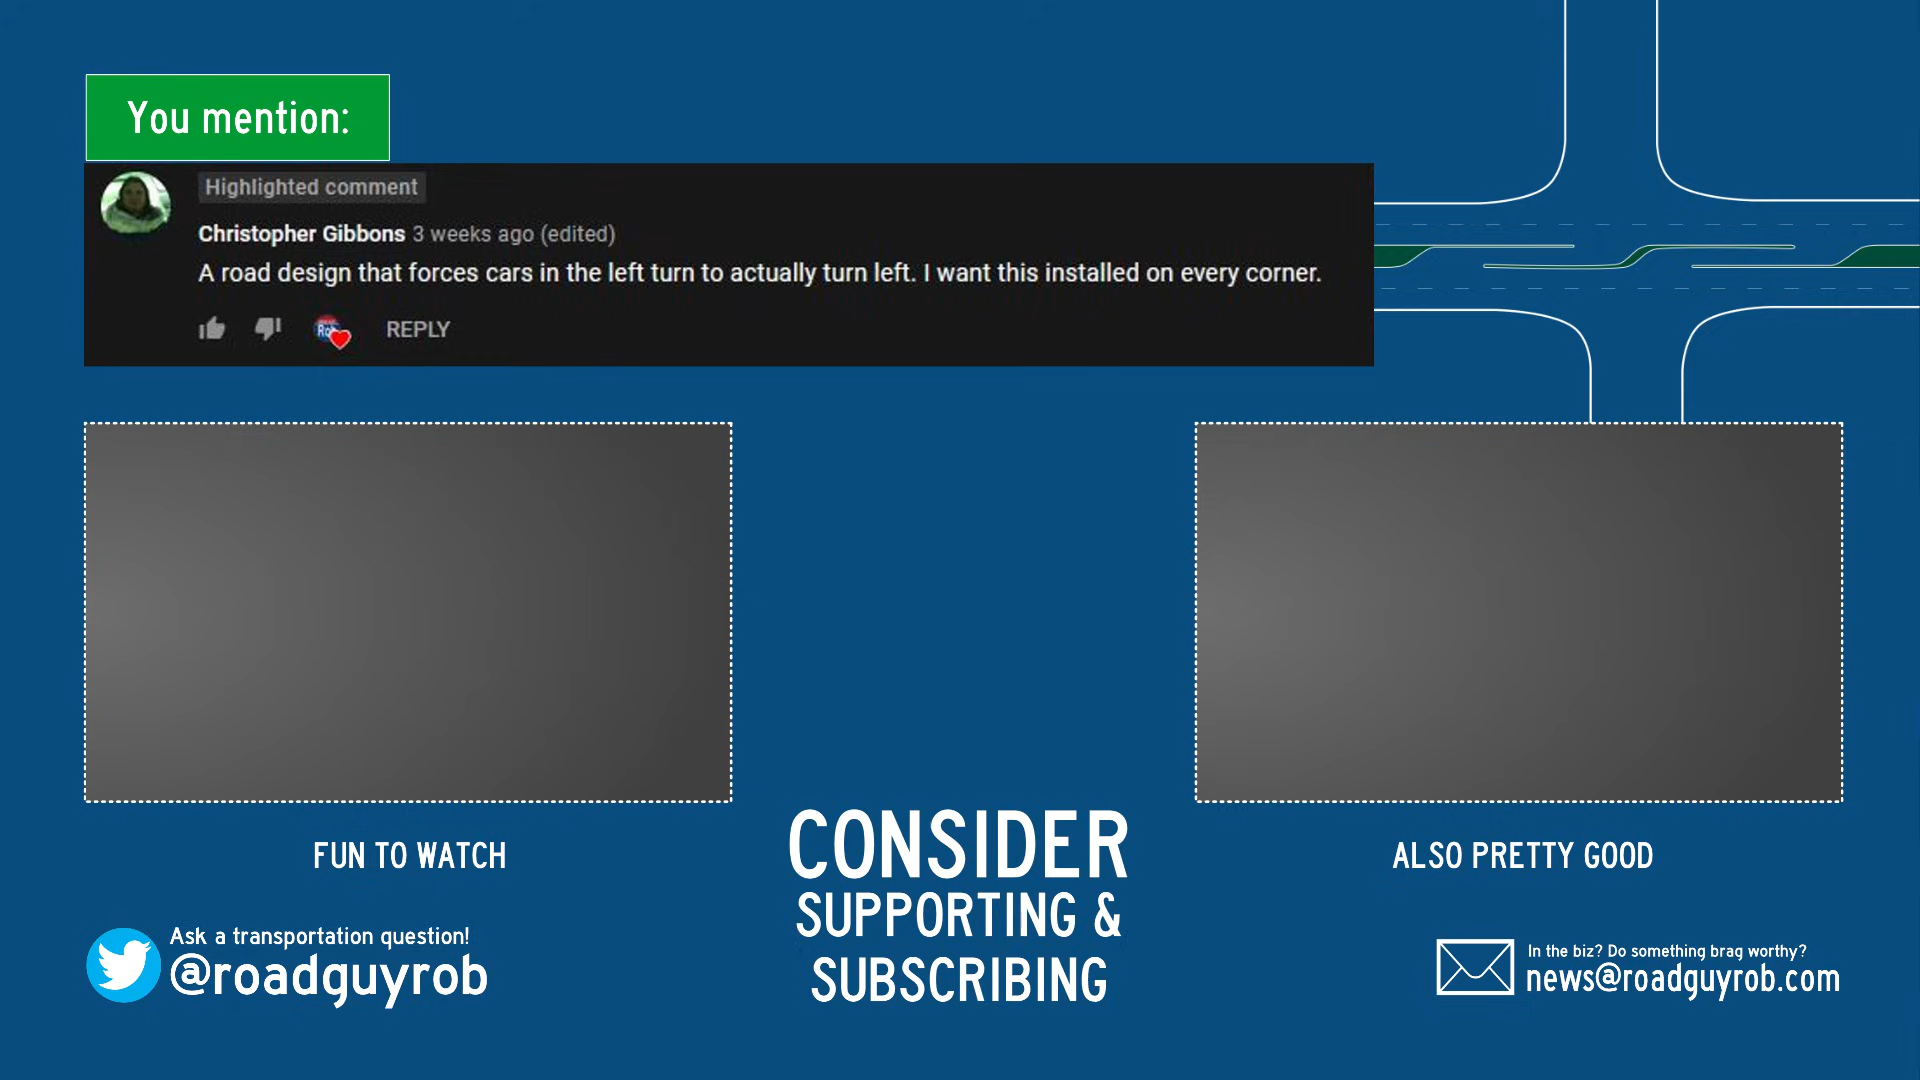 You mention:
Highlighted comment
Christopher Gibbons 3 weeks ago (edited)
A road design that forces cars in the left turn to actually turn left. I want this installed on every corner.
Rob
REPLY
FUN TO WATCH
ALSO PRETTY GOOD
CONSIDER
SUPPORTING &
SUBSCRIBING
Ask a transportation question!
@roadguyrob
In the biz? Do something brag worthy?
news@roadguyrob.com